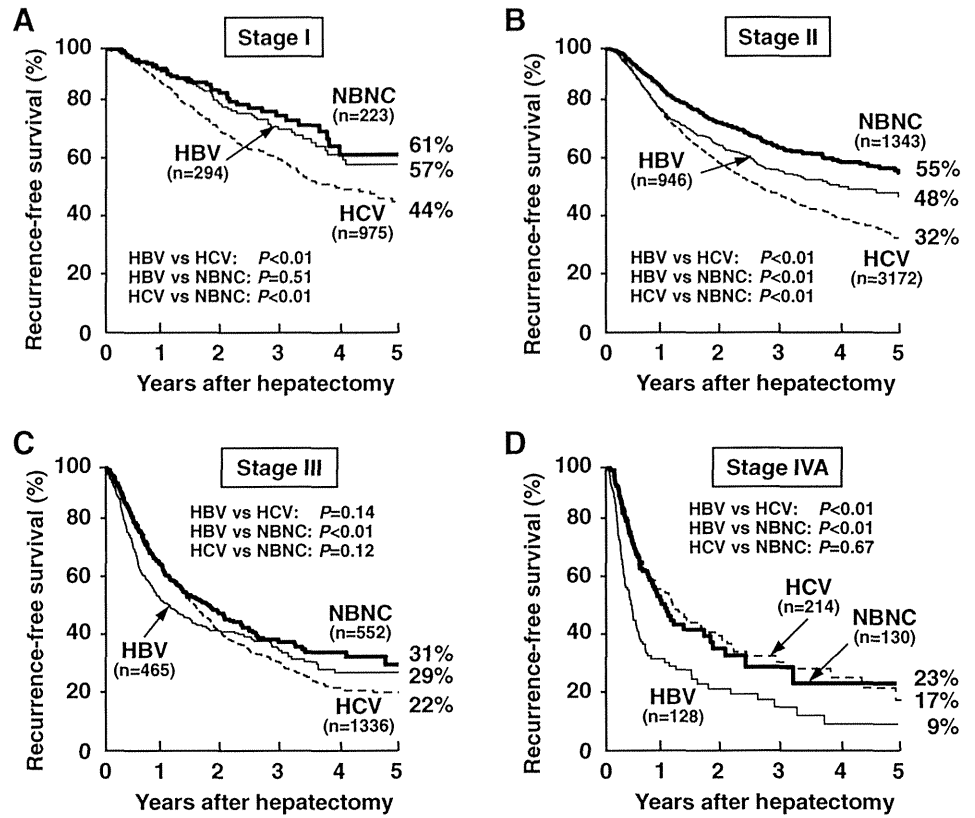 A
Stage I
Recurrence-free survival (%)
100
80
60
40
20
0
NBNC
(n=223)
HBV
(n=294)
HCV
(n=975)
61%
57%
44%
HBV vs HCV: P<0.01
HBV vs NBNC: P=0.51
HCV vs NBNC: P<0.01
0 1 2 3 4 5
Years after hepatectomy
B
Stage II
Recurrence-free survival (%)
100
80
60
40
20
0
NBNC
(n=1343)
HBV
(n=946)
55%
48%
32%
HCV
(n=3172)
HBV vs HCV: P<0.01
HBV vs NBNC: P<0.01
HCV vs NBNC: P<0.01
0 1 2 3 4 5
Years after hepatectomy
C
Stage III
Recurrence-free survival (%)
100
80
60
40
20
0
HBV vs HCV: P=0.14
HBV vs NBNC: P<0.01
HCV vs NBNC: P=0.12
NBNC
(n=552)
HBV
(n=465)
31%
29%
22%
HCV
(n=1336)
0 1 2 3 4 5
Years after hepatectomy
D
Stage IVA
Recurrence-free survival (%)
100
80
60
40
20
0
HBV vs HCV: P<0.01
HBV vs NBNC: P<0.01
HCV vs NBNC: P=0.67
HCV
(n=214)
NBNC
(n=130)
HBV
(n=128)
23%
17%
9%
0 1 2 3 4 5
Years after hepatectomy